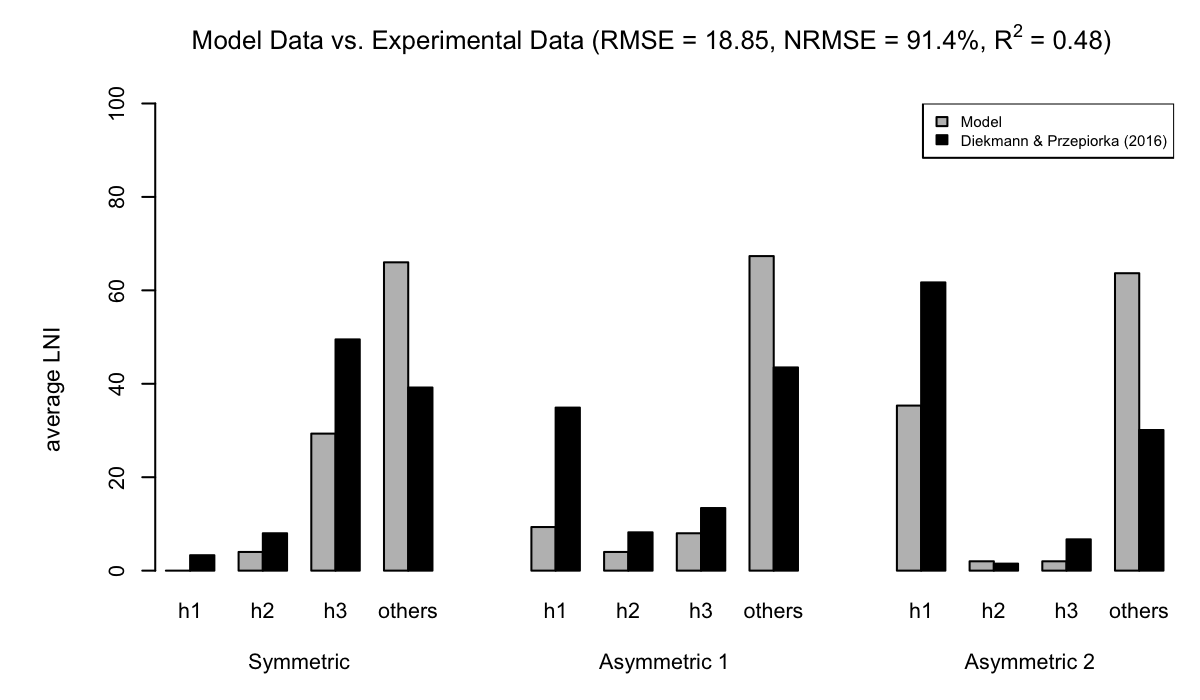 Model Data vs. Experimental Data (RMSE = 18.85, NRMSE = 91.4%, R² = 0.48)
Model
Diekmann & Przepiorka (2016)
average LNI
100
80
60
40
20
0
h1 h2 h3 others h1 h2 h3 others h1 h2 h3 others
Symmetric Asymmetric 1 Asymmetric 2